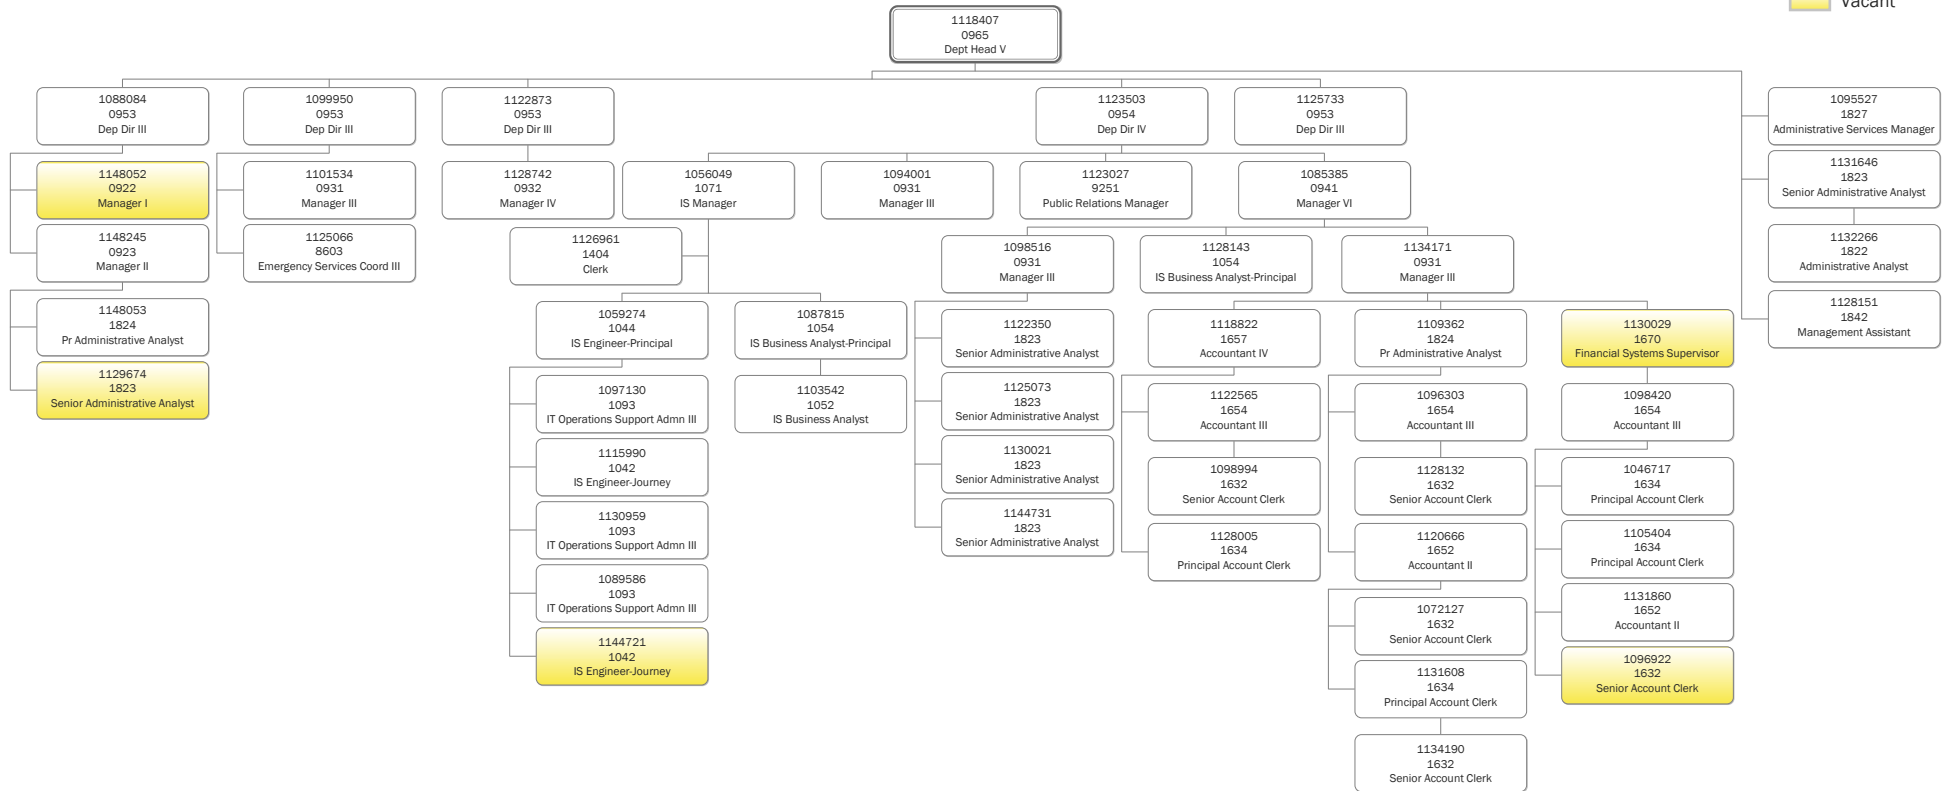 Vacant
1118407
0965
Dept Head V
1088084
0953
Dep Dir III
1099950
0953
Dep Dir III
1122873
0953
Dep Dir III
1123503
0954
Dep Dir IV
1125733
0953
Dep Dir III
1095527
1827
Administrative Services Manager
1148052
0922
Manager I
1101534
0931
Manager III
1128742
0932
Manager IV
1056049
1071
IS Manager
1094001
0931
Manager III
1123027
9251
Public Relations Manager
1085385
0941
Manager VI
1131646
1823
Senior Administrative Analyst
1148245
0923
Manager II
1125066
8603
Emergency Services Coord III
1126961
1404
Clerk
1098516
0931
Manager III
1128143
1054
IS Business Analyst-Principal
1134171
0931
Manager III
1132266
1822
Administrative Analyst
1148053
1824
Pr Administrative Analyst
1059274
1044
IS Engineer-Principal
1087815
1054
IS Business Analyst-Principal
1122350
1823
Senior Administrative Analyst
1118822
1657
Accountant IV
1109362
1824
Pr Administrative Analyst
1130029
1670
Financial Systems Supervisor
1128151
1842
Management Assistant
1129674
1823
Senior Administrative Analyst
1097130
1093
IT Operations Support Admn III
1103542
1052
IS Business Analyst
1125073
1823
Senior Administrative Analyst
1122565
1654
Accountant III
1096303
1654
Accountant III
1098420
1654
Accountant III
1115990
1042
IS Engineer-Journey
1130021
1823
Senior Administrative Analyst
1098994
1632
Senior Account Clerk
1128132
1632
Senior Account Clerk
1046717
1634
Principal Account Clerk
1130959
1093
IT Operations Support Admn III
1144731
1823
Senior Administrative Analyst
1128005
1634
Principal Account Clerk
1120666
1652
Accountant II
1105404
1634
Principal Account Clerk
1089586
1093
IT Operations Support Admn III
1072127
1632
Senior Account Clerk
1131860
1652
Accountant II
1144721
1042
IS Engineer-Journey
1131608
1634
Principal Account Clerk
1096922
1632
Senior Account Clerk
1134190
1632
Senior Account Clerk